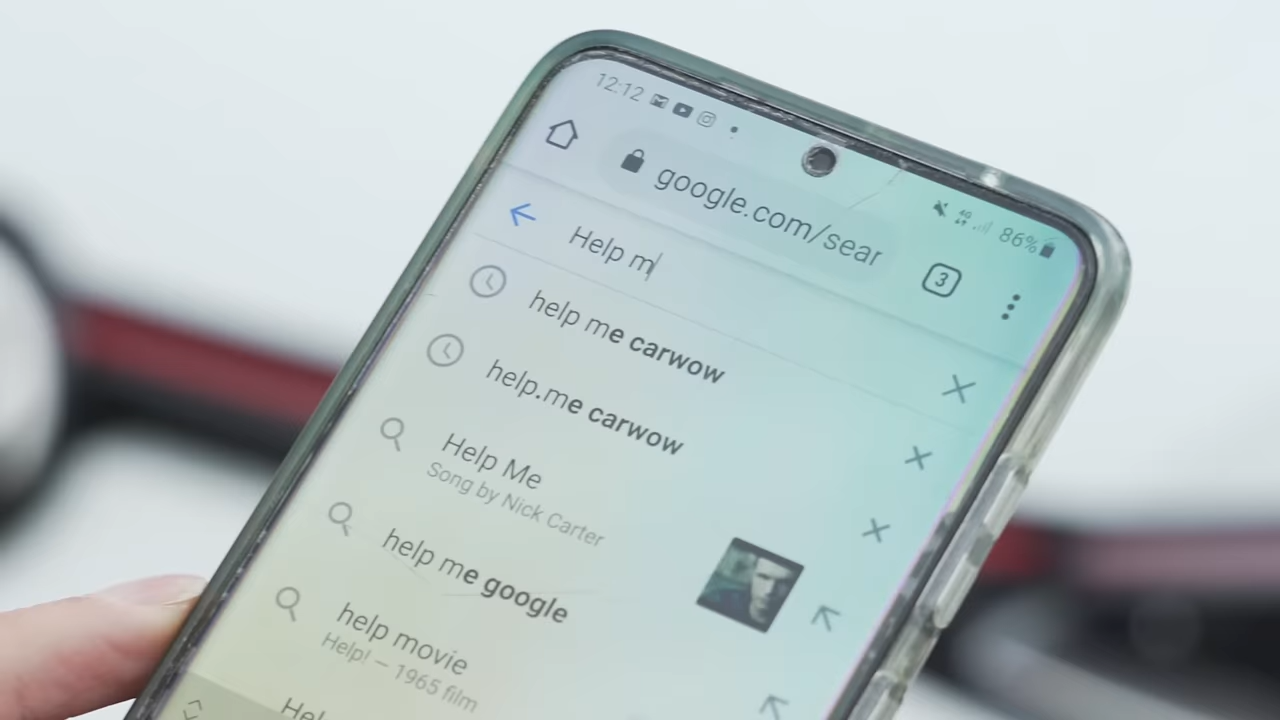 12:12
86%
google.com/sear
3
Help m
help me carwow
help.me carwow
Help Me
Song by Nick Carter
help me google
help movie
Help! – 1965 film
Hel